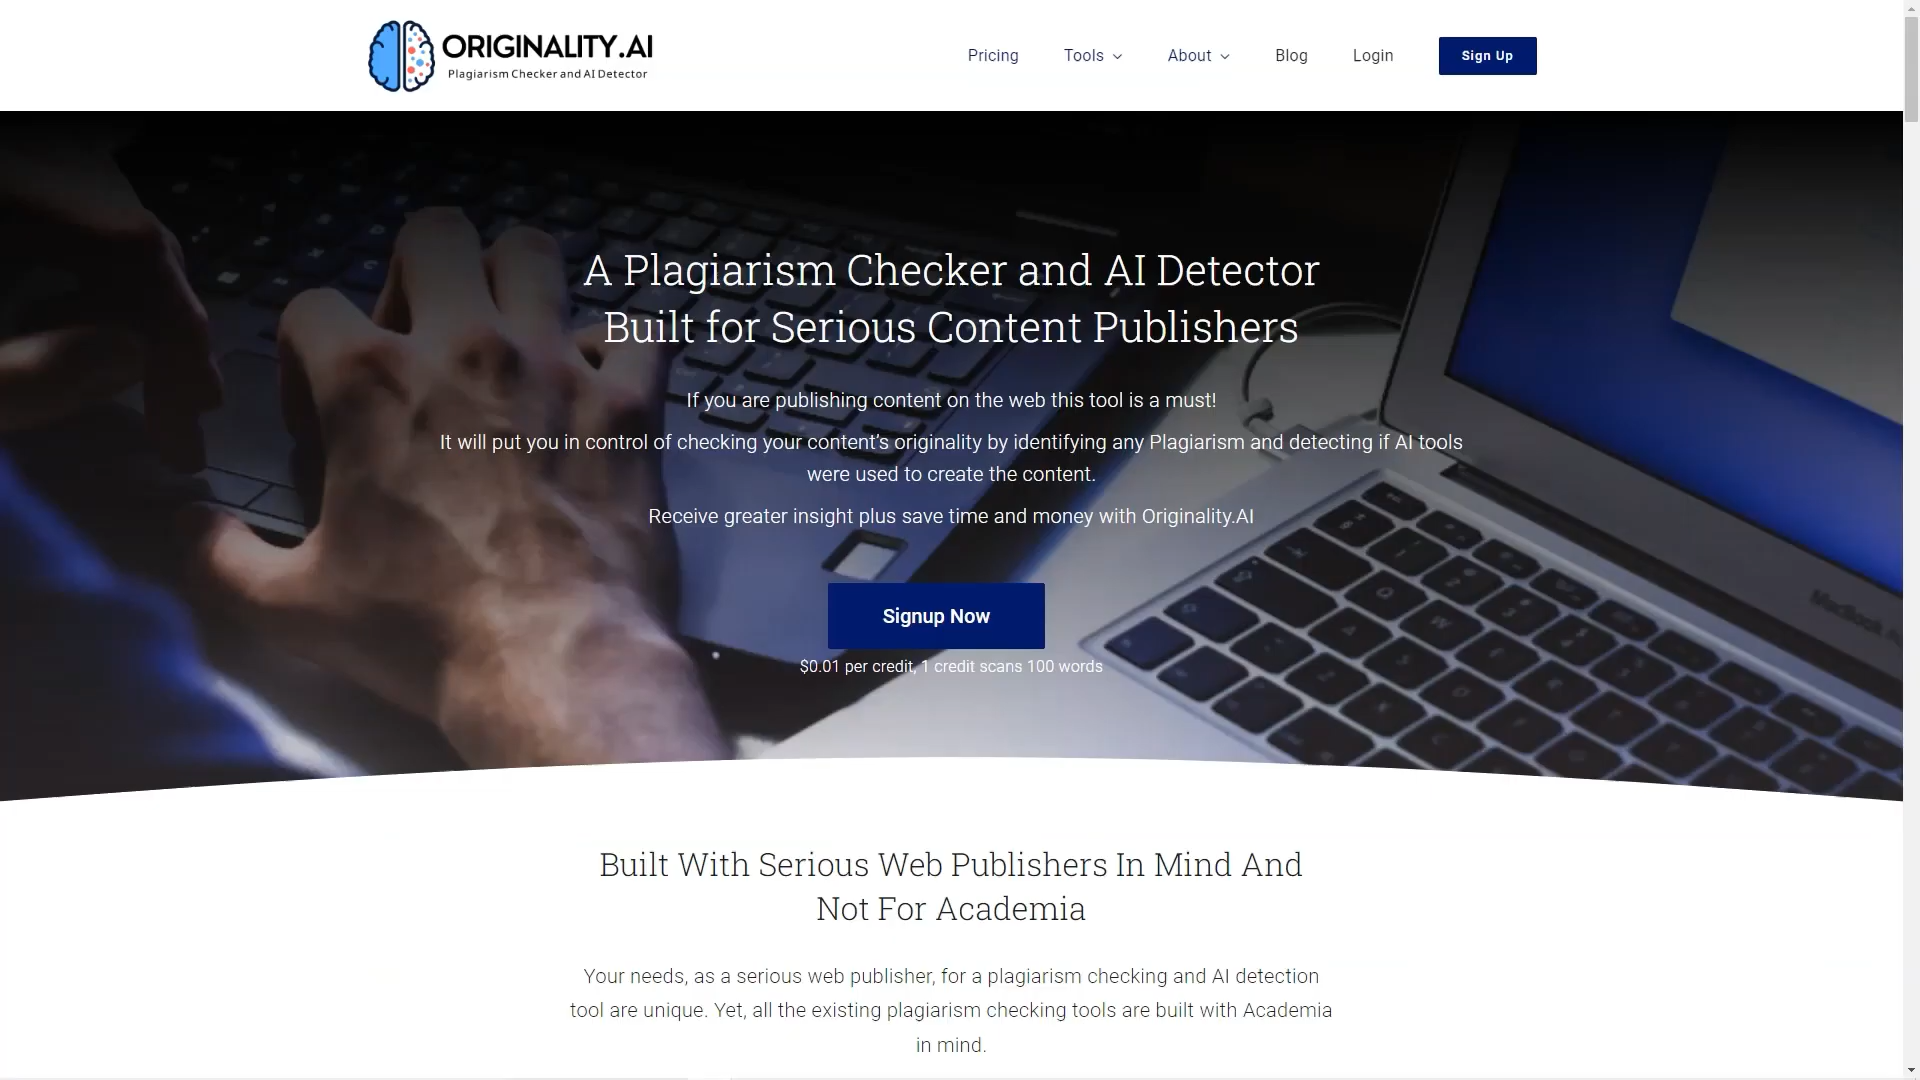 ORIGINALITY.AI
Plagiarism Checker and AI Detector
Pricing
Tools
About
Blog
Login
Sign Up
A Plagiarism Checker and AI Detector
Built for Serious Content Publishers
If you are publishing content on the web this tool is a must!
It will put you in control of checking your content's originality by identifying any Plagiarism and detecting if AI tools
were used to create the content.
Receive greater insight plus save time and money with Originality.AI
Signup Now
$0.01 per credit, 1 credit scans 100 words
Built With Serious Web Publishers In Mind And
Not For Academia
Your needs, as a serious web publisher, for a plagiarism checking and AI detection
tool are unique. Yet, all the existing plagiarism checking tools are built with Academia
in mind.